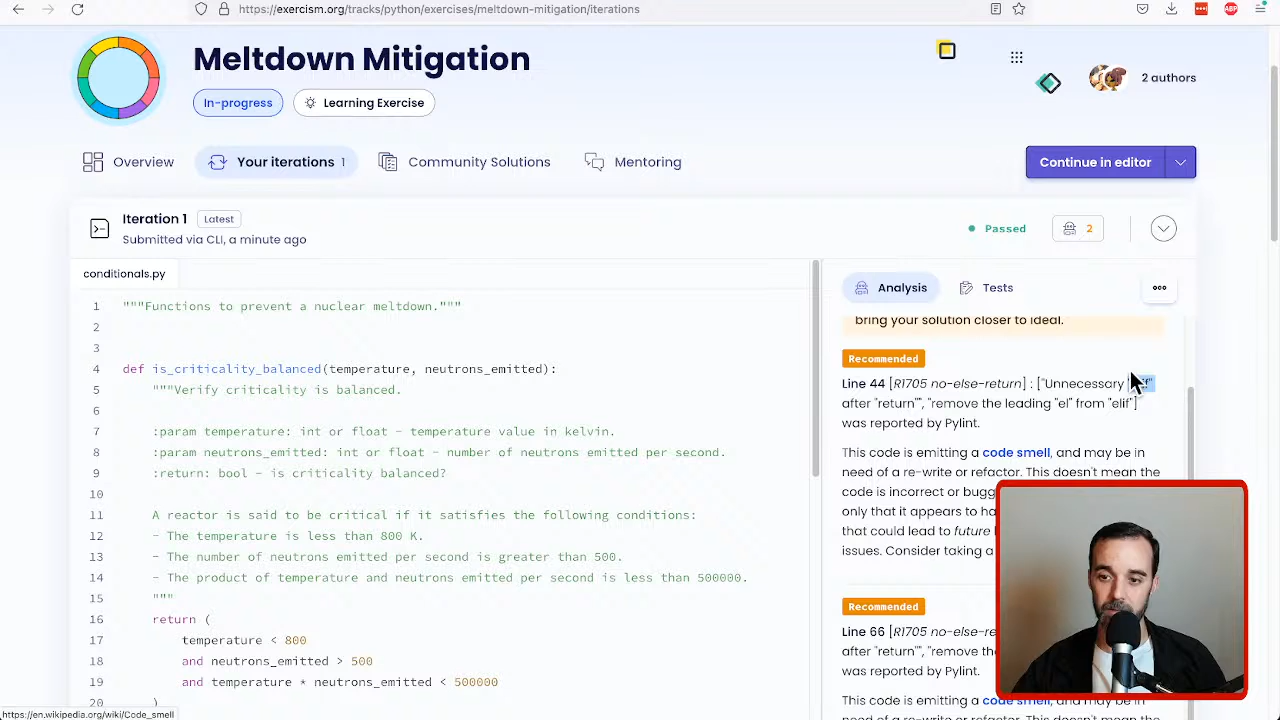 https://exercism.org/tracks/python/exercises/meltdown-mitigation/iterations
ABP
Meltdown Mitigation
2 authors
In-progress
Learning Exercise
Overview
Your iterations 1
Community Solutions
Mentoring
Continue in editor
Iteration 1
Latest
Submitted via CLI, a minute ago
Passed
2
conditionals.py
Analysis
Tests
1 """Functions to prevent a nuclear meltdown."""
2
3
4 def is_criticality_balanced(temperature, neutrons_emitted):
5 """Verify criticality is balanced.
6
7 :param temperature: int or float - temperature value in kelvin.
8 :param neutrons_emitted: int or float - number of neutrons emitted per second.
9 :return: bool - is criticality balanced?
10
11 A reactor is said to be critical if it satisfies the following conditions:
12 - The temperature is less than 800 K.
13 - The number of neutrons emitted per second is greater than 500.
14 - The product of temperature and neutrons emitted per second is less than 500000.
15 """
16 return (
17 temperature < 800
18 and neutrons_emitted > 500
19 and temperature * neutrons_emitted < 500000
20 )
bring your solution closer to ideal.
Recommended
Line 44 [R1705 no-else-return] : ["Unnecessary
after "return"", "remove the leading "el" from "elif"]
was reported by Pylint.
This code is emitting a code smell, and may be in
need of a re-write or refactor. This doesn't mean the
code is incorrect or bugg
only that it appears to ha
that could lead to future
issues. Consider taking a
Recommended
Line 66 [R1705 no-else-re
after "return"", "remove the
was reported by Pylint.
This code is emitting a code smell, and may be in
https://en.wikipedia.org/wiki/Code_smell